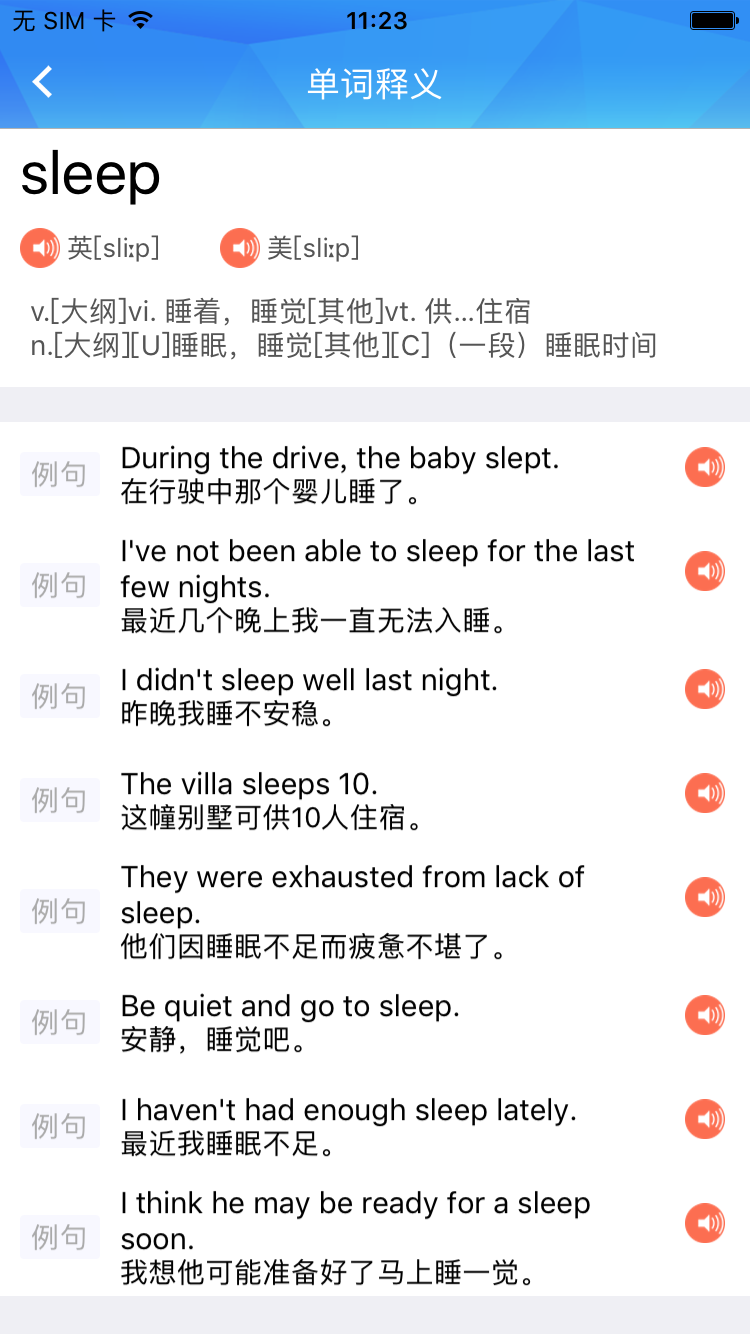 无 SIM 卡 11:23
单词释义
sleep
英[sliːp] 美[sliːp]
v.[大纲]vi. 睡着，睡觉[其他]vt. 供...住宿
n.[大纲][U]睡眠，睡觉[其他][C]（一段）睡眠时间
例句
During the drive, the baby slept.
在行驶中那个婴儿睡了。
例句
I've not been able to sleep for the last
few nights.
最近几个晚上我一直无法入睡。
例句
I didn't sleep well last night.
昨晚我睡不安稳。
例句
The villa sleeps 10.
这幢别墅可供10人住宿。
例句
They were exhausted from lack of
sleep.
他们因睡眠不足而疲惫不堪了。
例句
Be quiet and go to sleep.
安静，睡觉吧。
例句
I haven't had enough sleep lately.
最近我睡眠不足。
例句
I think he may be ready for a sleep
soon.
我想他可能准备好了马上睡一觉。